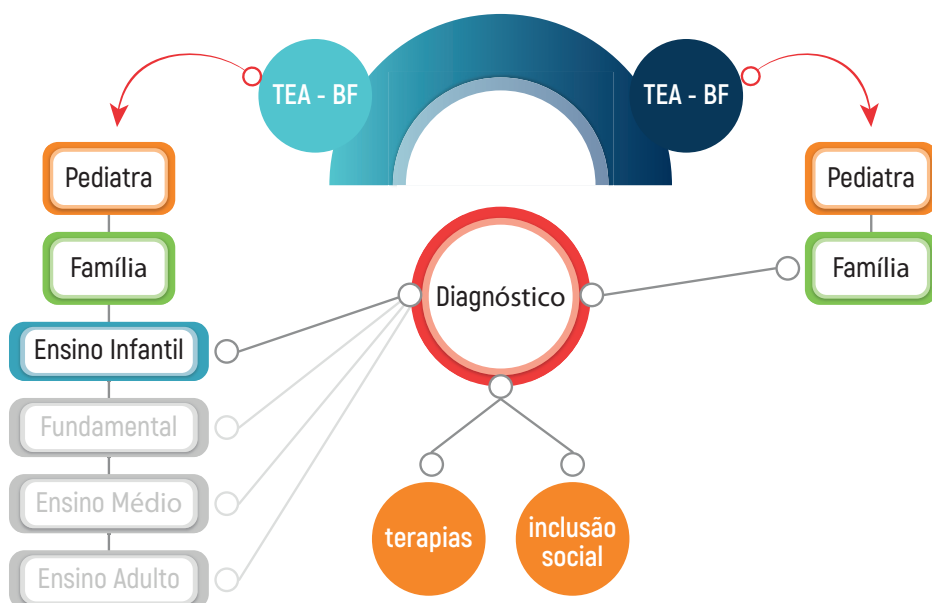 TEA - BF
TEA - BF
Pediatra
Família
Ensino Infantil
Fundamental
Ensino Médio
Ensino Adulto
Diagnóstico
terapias
inclusão
social
Pediatra
Família